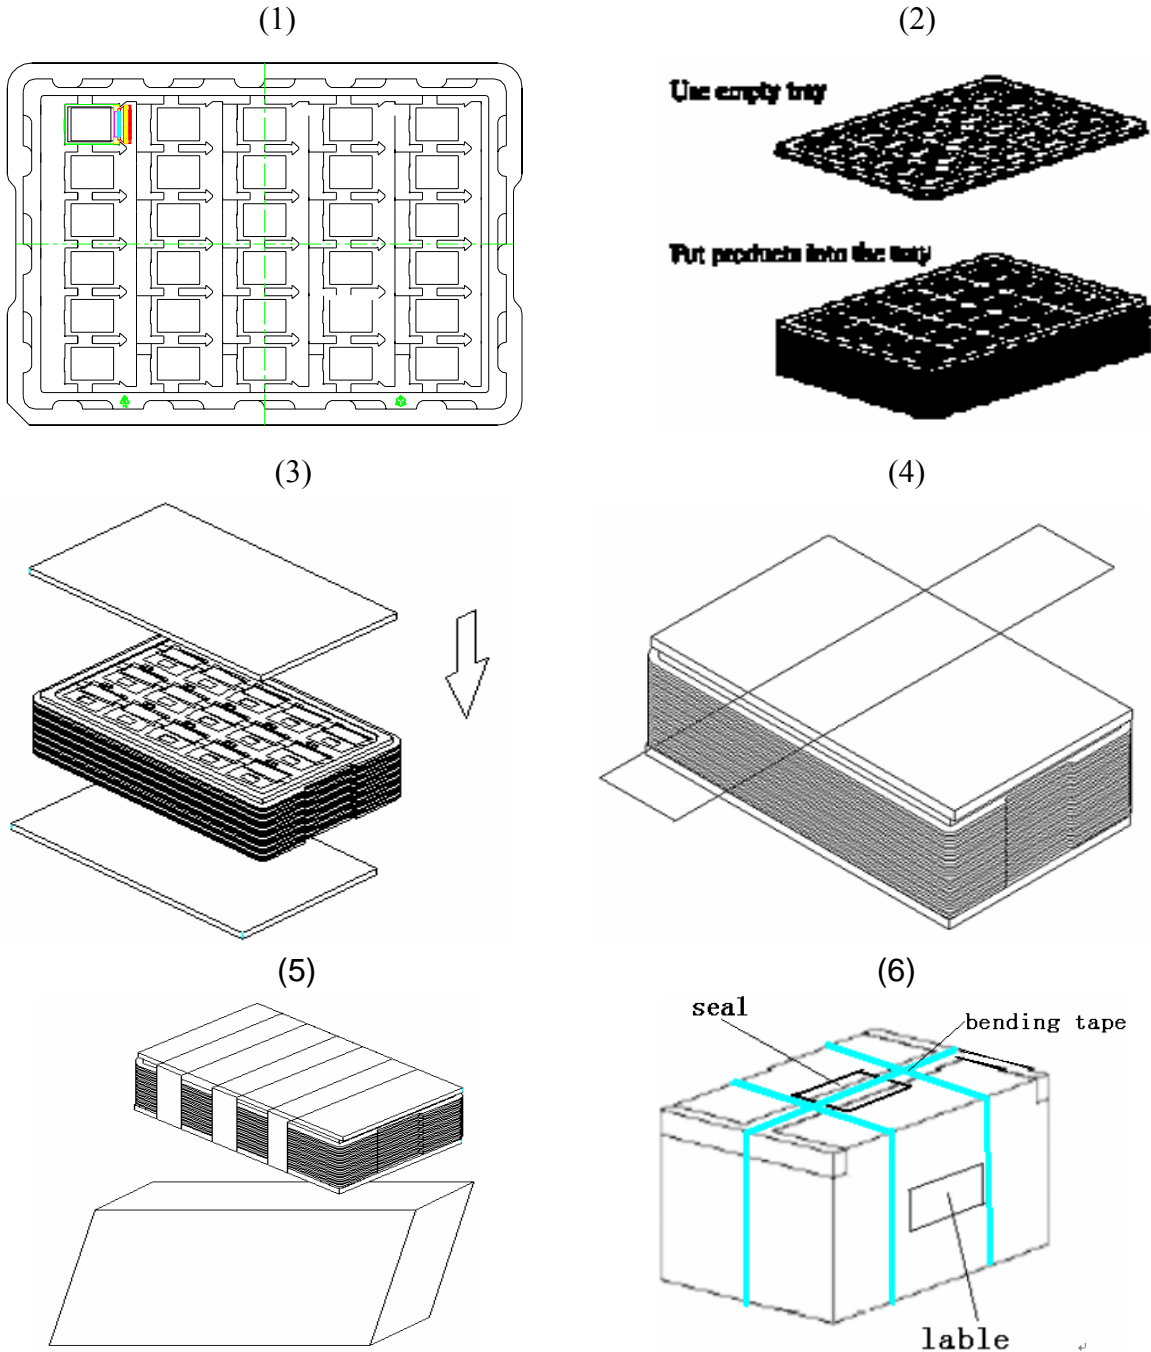 (1)
(2)
Use empty tray
Put products into the tray
(3)
(4)
(5)
(6)
seal
bending tape
lable